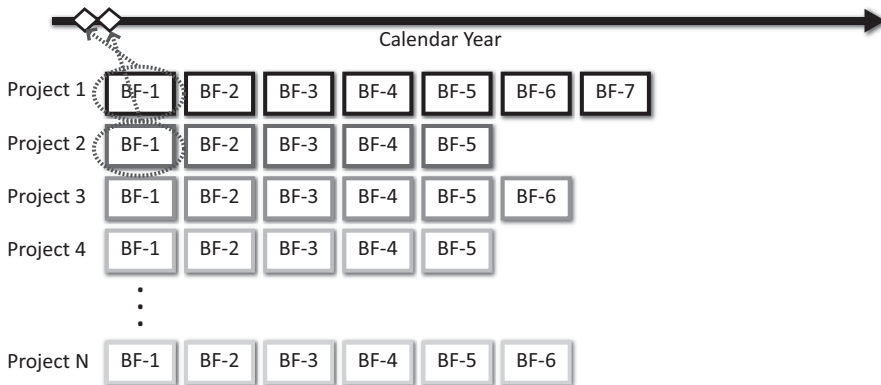 Calendar Year
Project 1 BF-1 BF-2 BF-3 BF-4 BF-5 BF-6 BF-7
Project 2 BF-1 BF-2 BF-3 BF-4 BF-5
Project 3 BF-1 BF-2 BF-3 BF-4 BF-5 BF-6
Project 4 BF-1 BF-2 BF-3 BF-4 BF-5
Project N BF-1 BF-2 BF-3 BF-4 BF-5 BF-6